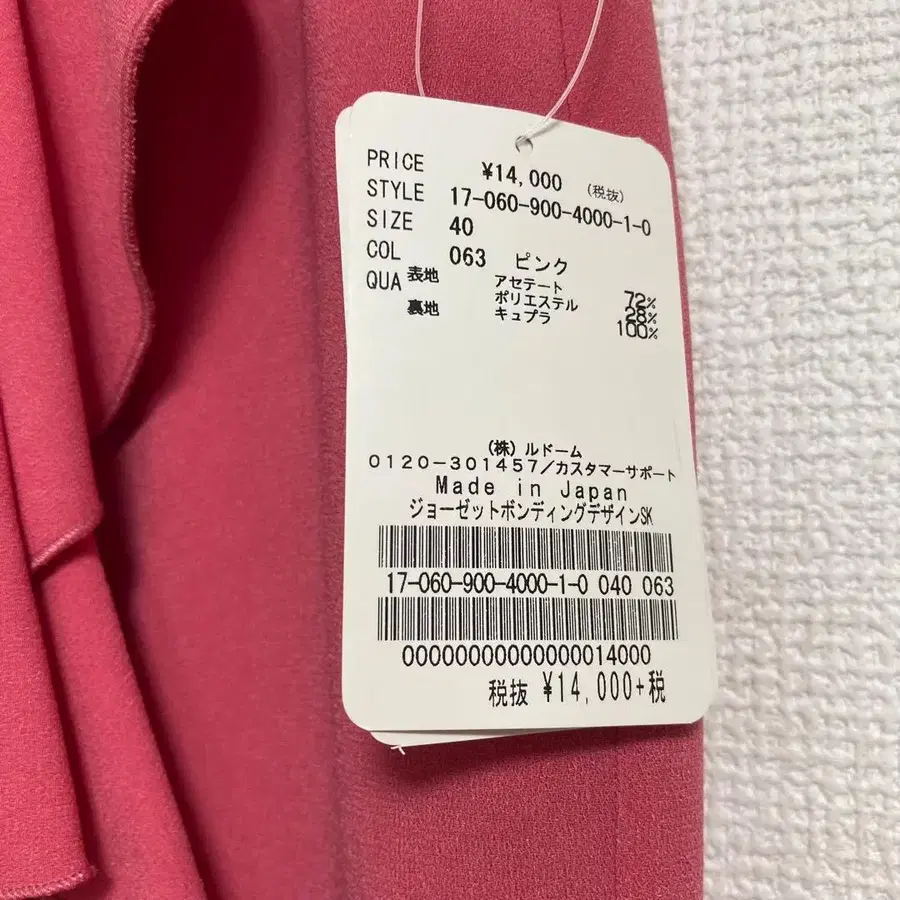 PRICE ¥14,000 (税抜)
STYLE 17-060-900-4000-1-0
SIZE 40
COL 063 ピンク
QUA 表地 アセテート 72%
ポリエステル 28%
裏地 キュプラ 100%
(株)ルドーム
0120-301457/カスタマーサポート
Made in Japan
ジョーゼットボンディングデザインSK
17-060-900-4000-1-0 040 063
00000000000000014000
税抜 ¥14,000+税